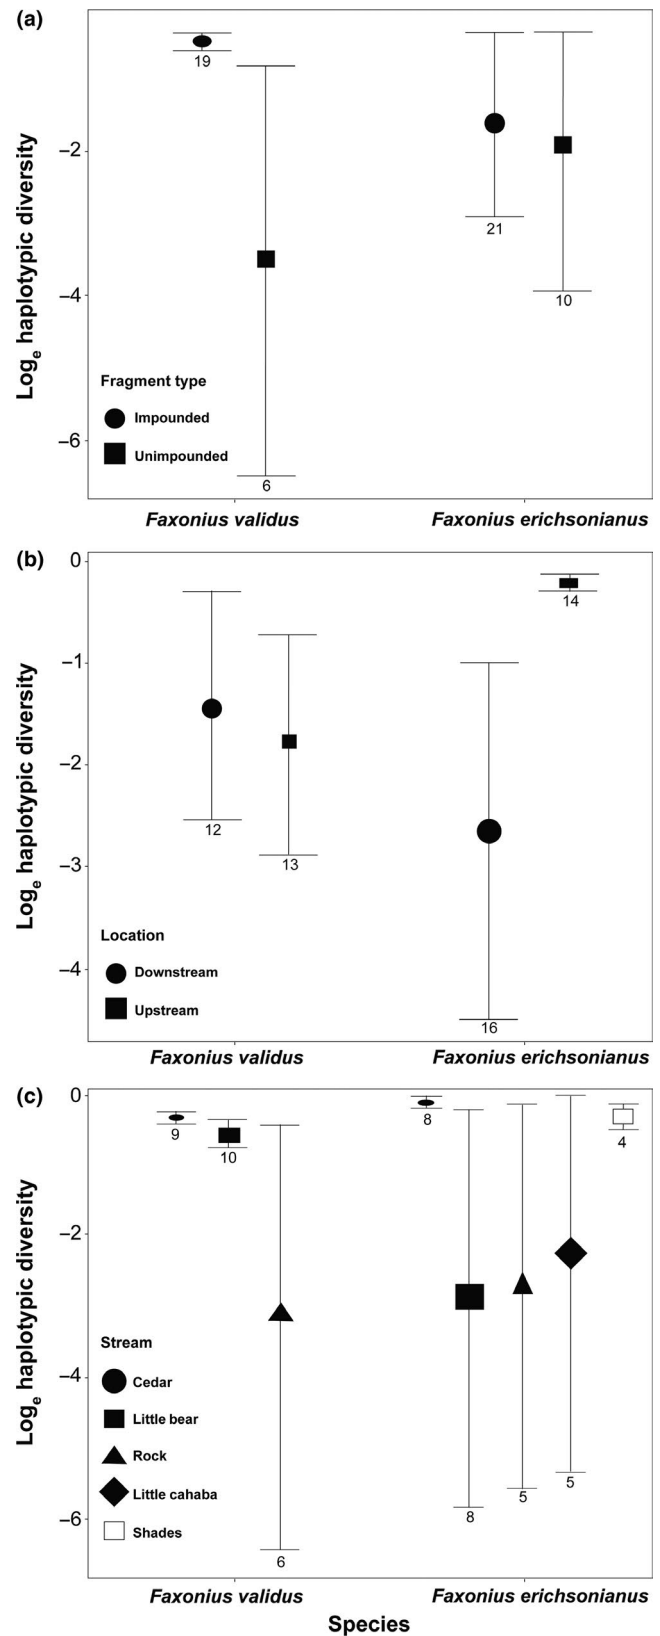 (a)
Loge haplotypic diversity
−2
−4
−6
19
6
21
10
Fragment type
Impounded
Unimpounded
Faxonius validus
Faxonius erichsonianus
(b)
Loge haplotypic diversity
0
−1
−2
−3
−4
12
13
16
14
Location
Downstream
Upstream
Faxonius validus
Faxonius erichsonianus
(c)
Loge haplotypic diversity
0
−2
−4
−6
9
10
6
8
8
5
5
4
Stream
Cedar
Little bear
Rock
Little cahaba
Shades
Faxonius validus
Faxonius erichsonianus
Species